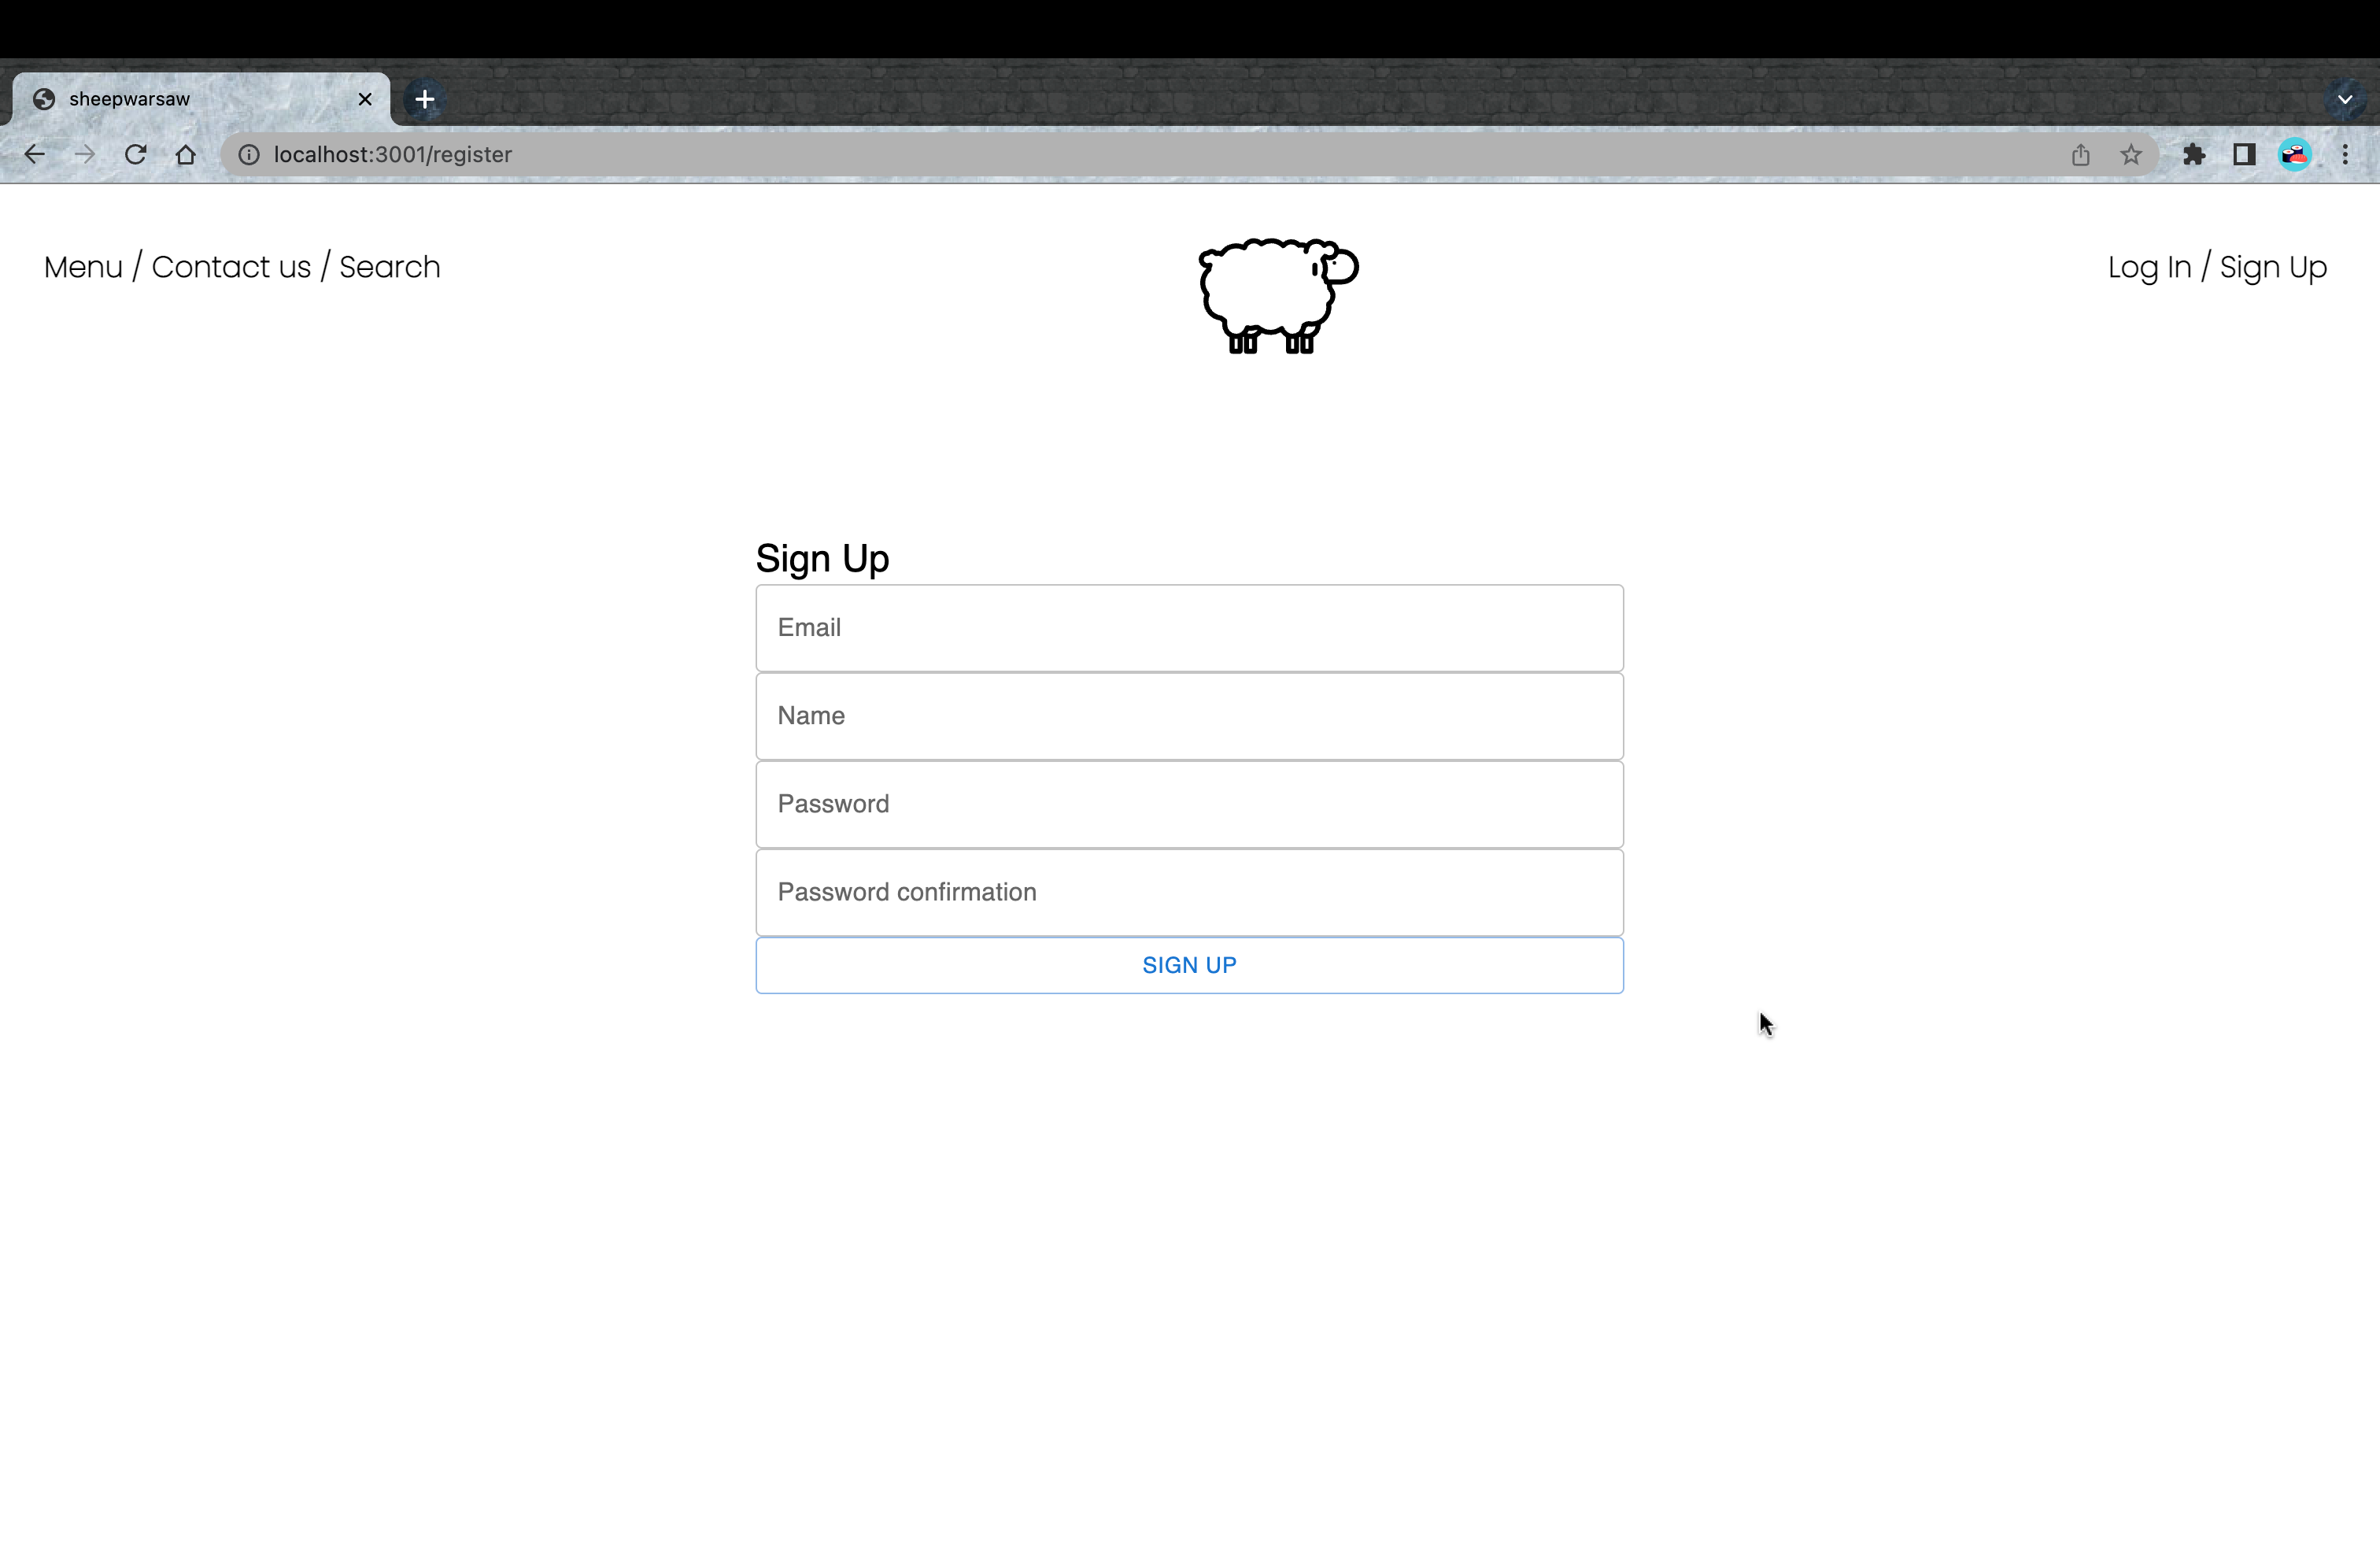 sheepwarsaw
localhost:3001/register
Menu / Contact us / Search
Log In / Sign Up
Sign Up
Email
Name
Password
Password confirmation
SIGN UP